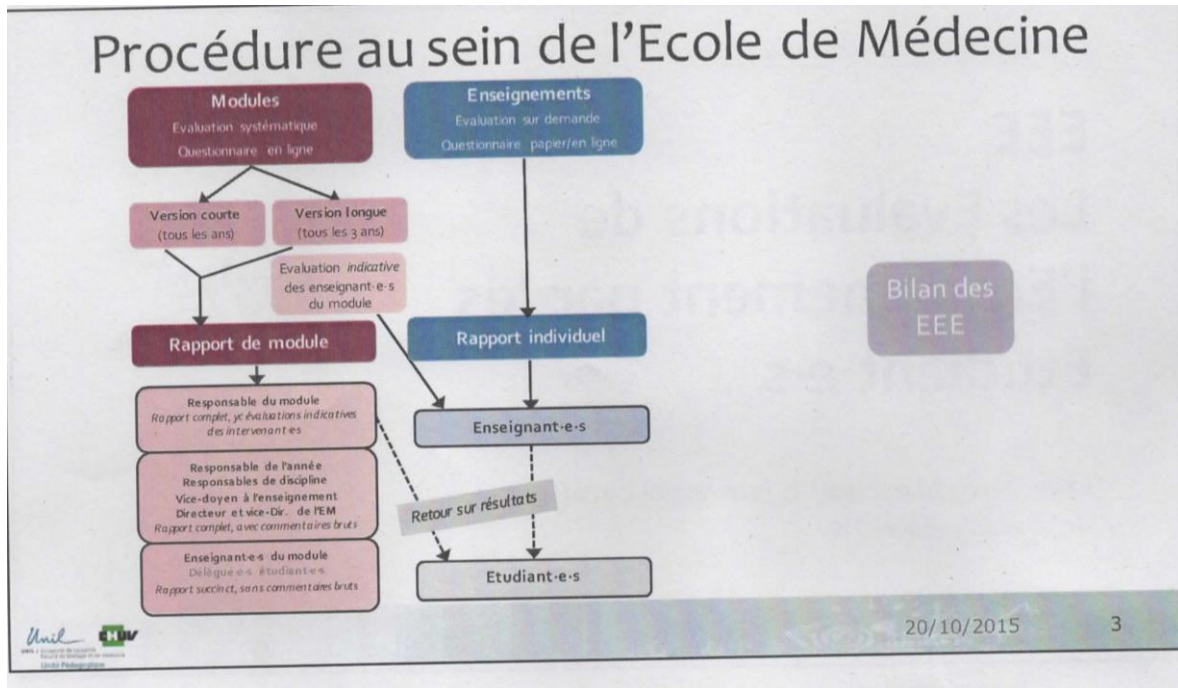 Procédure au sein de l'Ecole de Médecine
Modules
Evaluation systématique
Questionnaire en ligne
Enseignements
Evaluation sur demande
Questionnaire papier/en ligne
Version courte
(tous les ans)
Version longue
(tous les 3 ans)
Evaluation indicative
des enseignant·e·s
du module
Bilan des
EEE
Rapport de module
Rapport individuel
Responsable du module
Rapport complet, yc évaluations indicatives
des intervenant·e·s
Enseignant·e·s
Responsable de l'année
Responsables de discipline
Vice-doyen à l'enseignement
Directeur et vice-Dir. de l'EM
Rapport complet, avec commentaires bruts
Retour sur résultats
Enseignant·e·s du module
Délégué·e·s étudiant·e·s
Rapport succinct, sans commentaires bruts
Etudiant·e·s
Unil
CHUV
Unité Pédagogique
20/10/2015
3